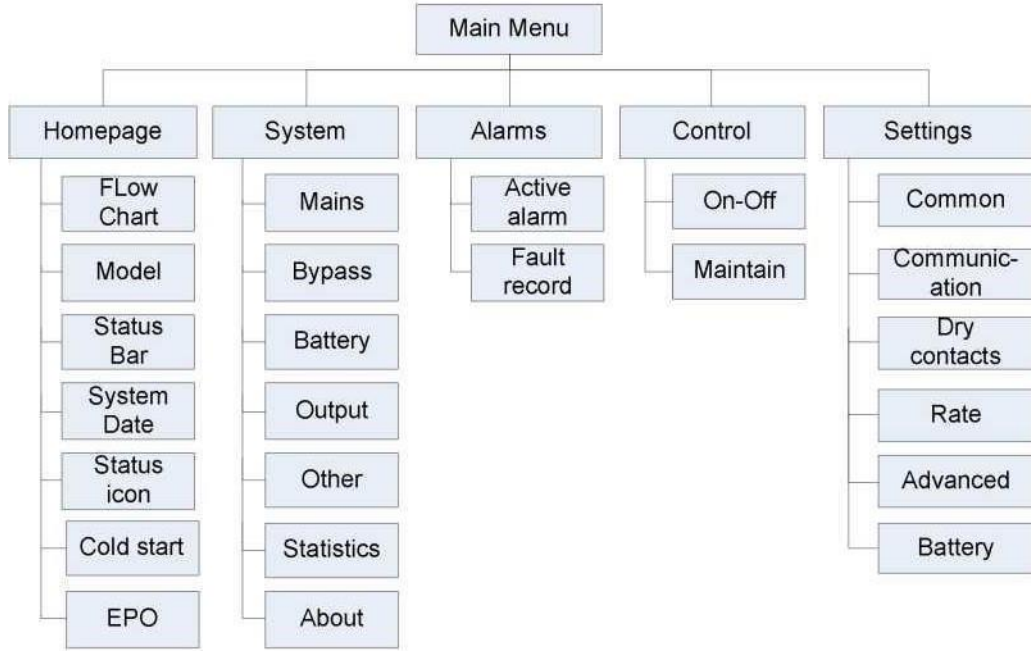 Main Menu
Homepage
System
Alarms
Control
Settings
FLow
Chart
Model
Status
Bar
System
Date
Status
icon
Cold start
EPO
Mains
Bypass
Battery
Output
Other
Statistics
About
Active
alarm
Fault
record
On-Off
Maintain
Common
Communic-
ation
Dry
contacts
Rate
Advanced
Battery